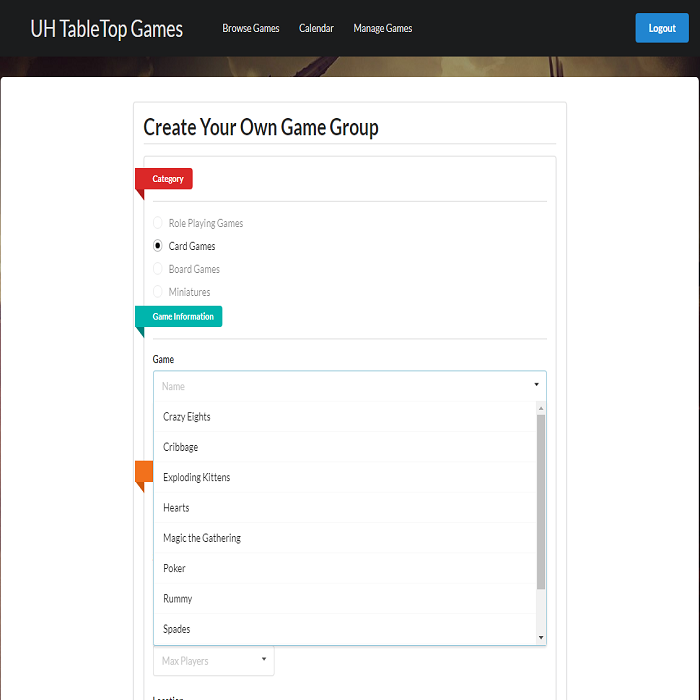 UH TableTop Games Browse Games Calendar Manage Games Logout
Create Your Own Game Group
Category
Role Playing Games
Card Games
Board Games
Miniatures
Game Information
Game
Name
Crazy Eights
Cribbage
Exploding Kittens
Hearts
Magic the Gathering
Poker
Rummy
Spades
Max Players
Location